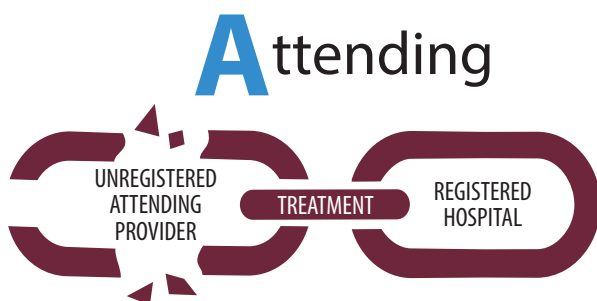 Attending
UNREGISTERED
ATTENDING
PROVIDER
TREATMENT
REGISTERED
HOSPITAL